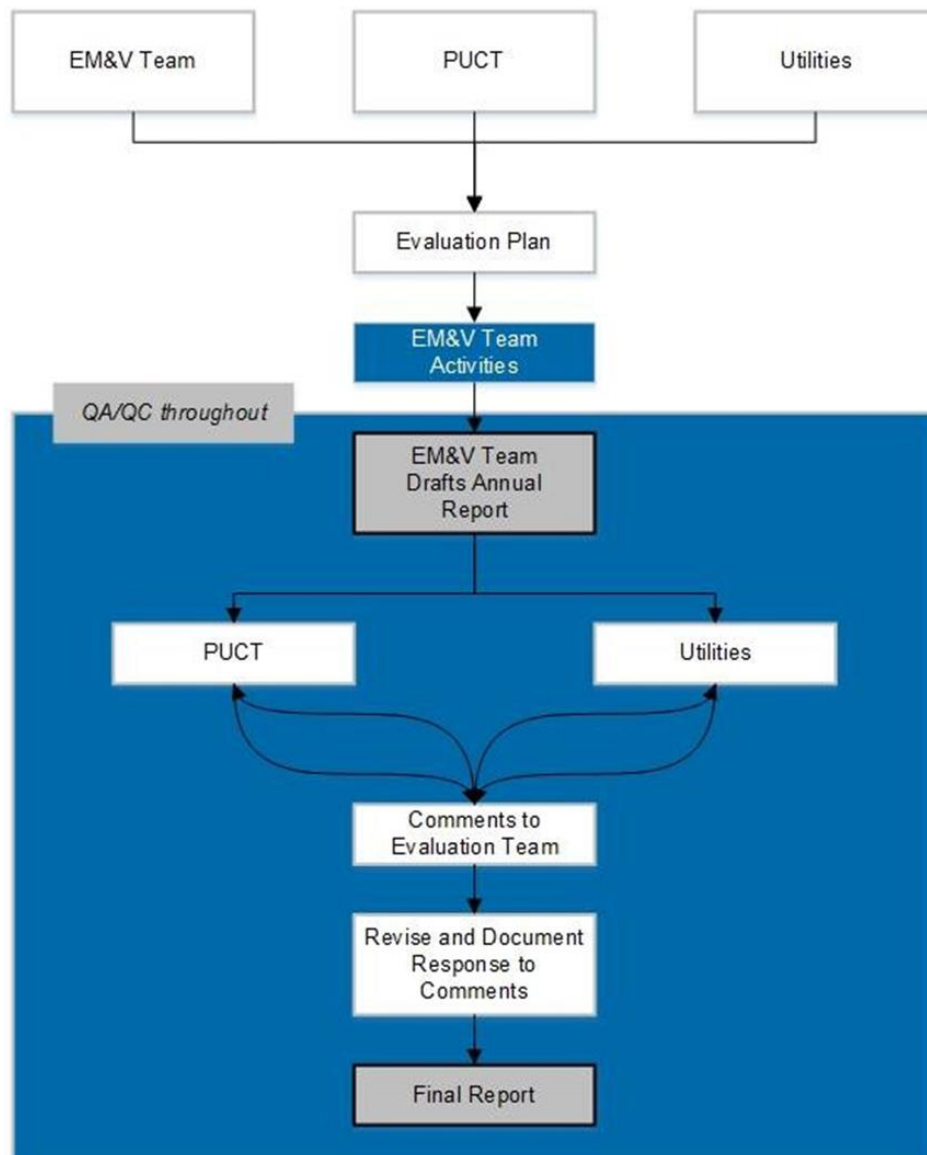 EM&V Team
PUCT
Utilities
Evaluation Plan
EM&V Team
Activities
QA/QC throughout
EM&V Team
Drafts Annual
Report
PUCT
Utilities
Comments to
Evaluation Team
Revise and Document
Response to
Comments
Final Report